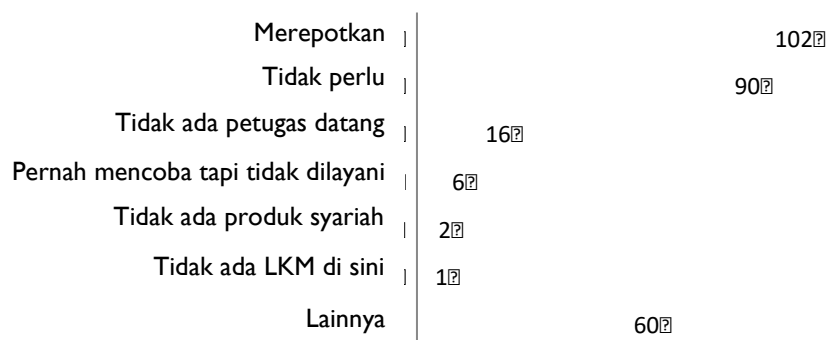 Merepotkan 102
Tidak perlu 90
Tidak ada petugas datang 16
Pernah mencoba tapi tidak dilayani 6
Tidak ada produk syariah 2
Tidak ada LKM di sini 1
Lainnya 60